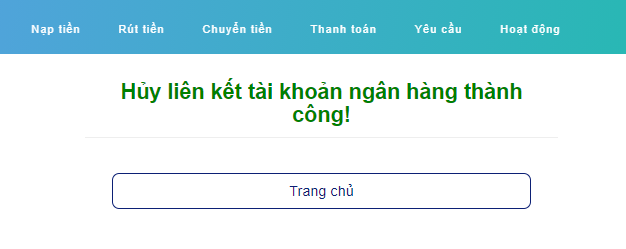 Nạp tiền Rút tiền Chuyển tiền Thanh toán Yêu cầu Hoạt động
Hủy liên kết tài khoản ngân hàng thành
công!
Trang chủ